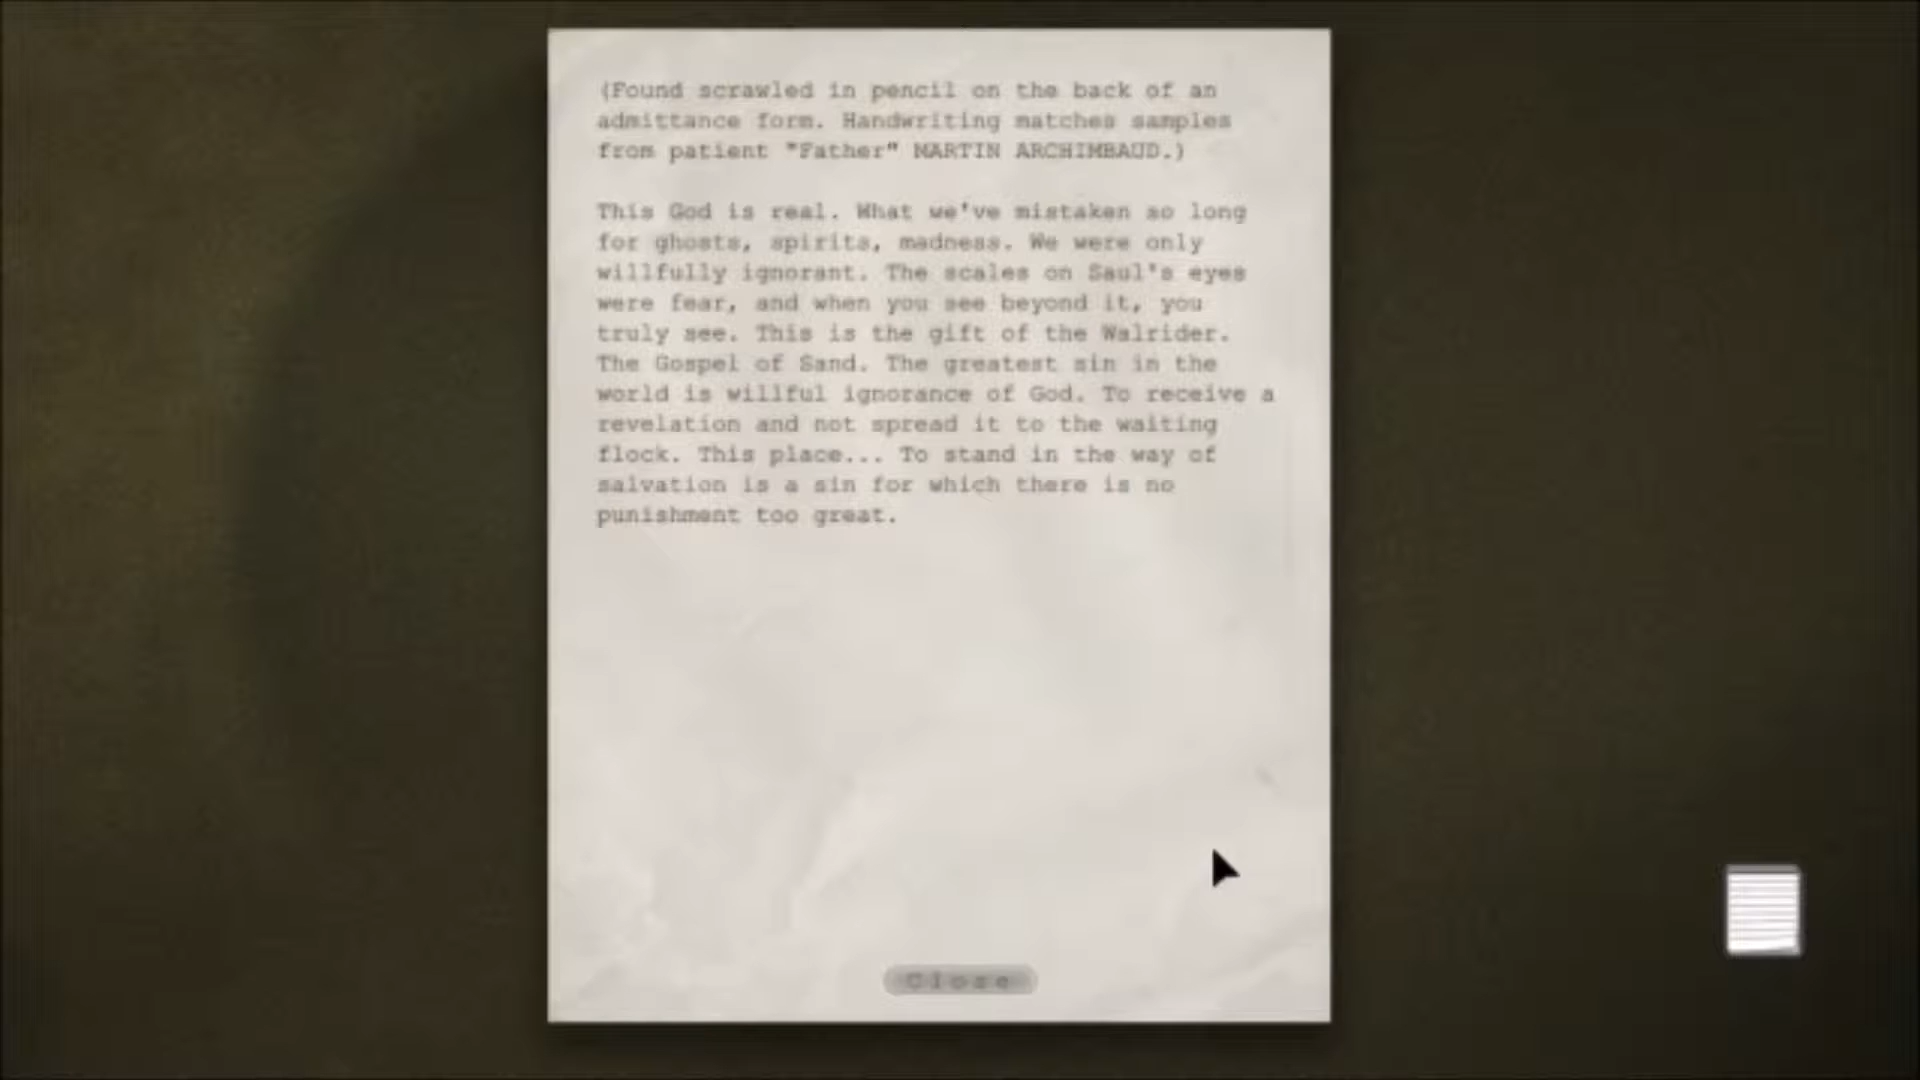 (Found scrawled in pencil on the back of an
admittance form. Handwriting matches samples
from patient "Father" MARTIN ARCHIMBAUD.)
This God is real. What we've mistaken so long
for ghosts, spirits, madness. We were only
willfully ignorant. The scales on Saul's eyes
were fear, and when you see beyond it, you
truly see. This is the gift of the Walrider.
The Gospel of Sand. The greatest sin in the
world is willful ignorance of God. To receive a
revelation and not spread it to the waiting
flock. This place... To stand in the way of
salvation is a sin for which there is no
punishment too great.
Close